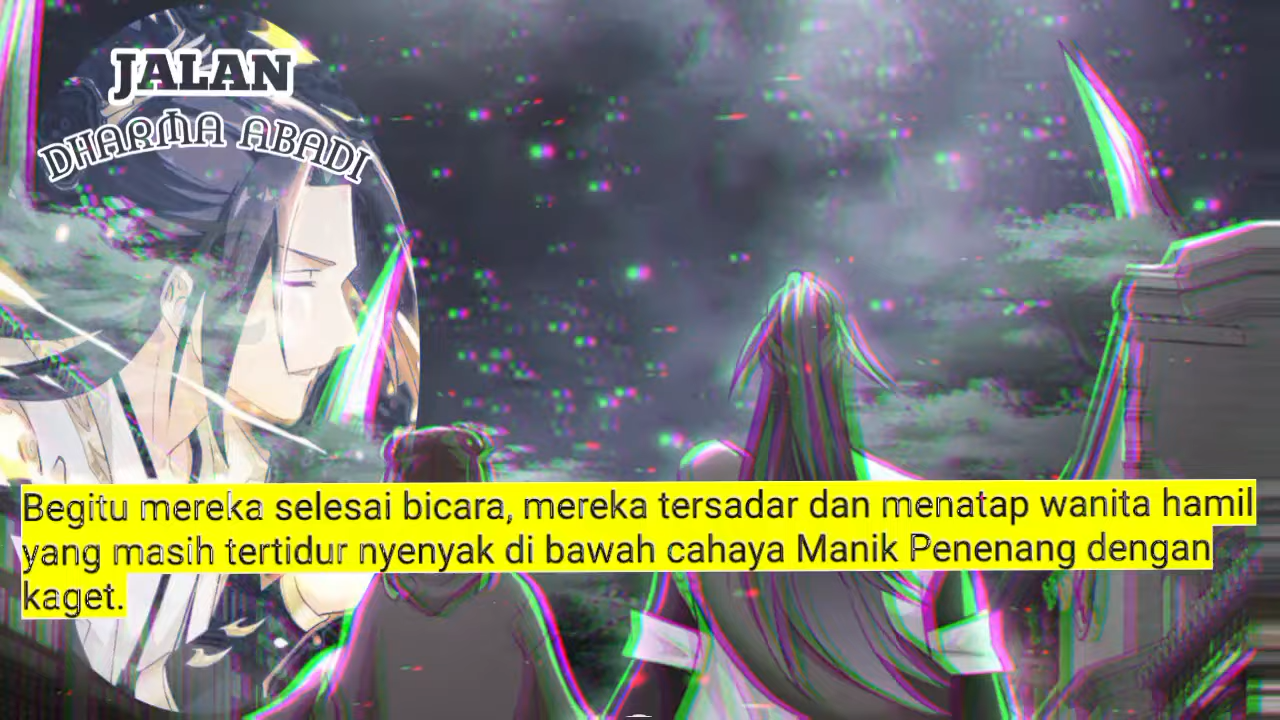 JALAN
DHARMA ABADI
Begitu mereka selesai bicara, mereka tersadar dan menatap wanita hamil
yang masih tertidur nyenyak di bawah cahaya Manik Penenang dengan
kaget.